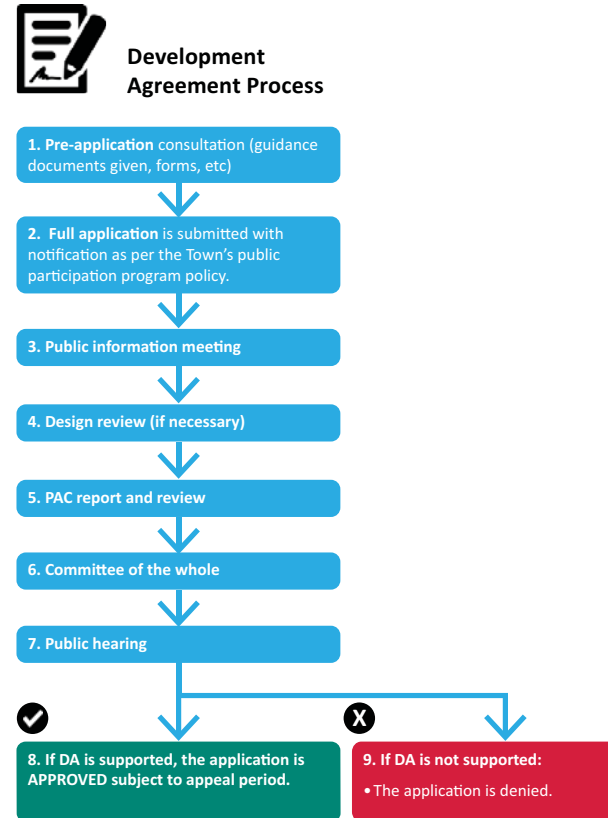 Development
Agreement Process
1. Pre-application consultation (guidance
documents given, forms, etc)
2. Full application is submitted with
notification as per the Town’s public
participation program policy.
3. Public information meeting
4. Design review (if necessary)
5. PAC report and review
6. Committee of the whole
7. Public hearing
X
8. If DA is supported, the application is
APPROVED subject to appeal period.
9. If DA is not supported:
• The application is denied.